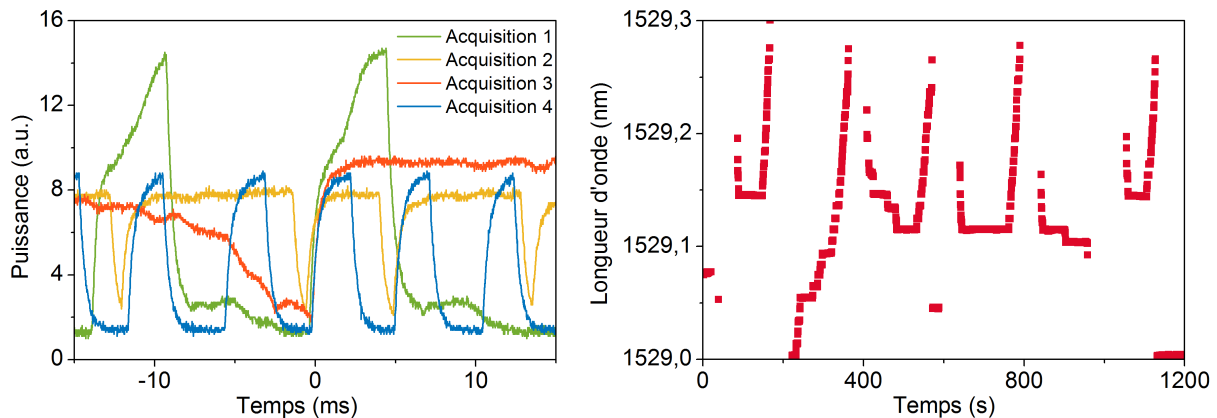 16
12
8
4
0
Puissance (a.u.)
Acquisition 1
Acquisition 2
Acquisition 3
Acquisition 4
-10
0
10
Temps (ms)
1529,3
1529,2
1529,1
1529,0
Longueur d'onde (nm)
0
400
800
1200
Temps (s)